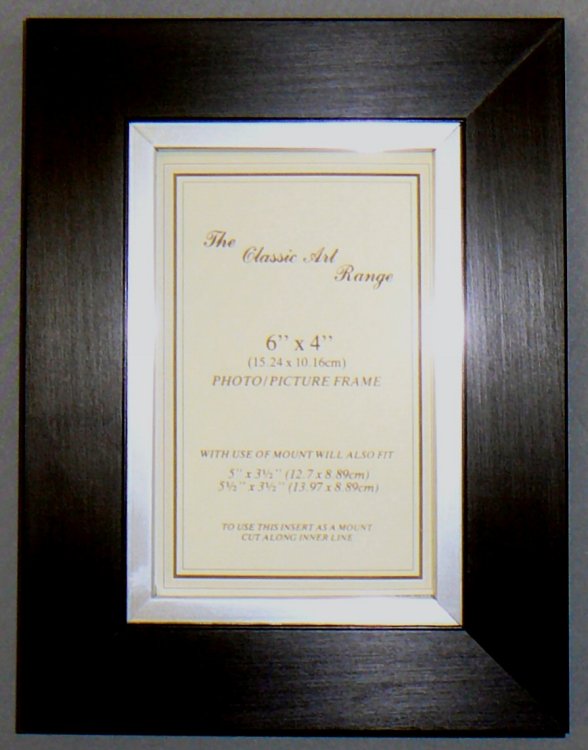 The
Classic Art
Range
6" x 4"
(15.24 x 10.16cm)
PHOTO/PICTURE FRAME
WITH USE OF MOUNT WILL ALSO FIT
5" x 3½" (12.7 x 8.89cm)
5½" x 3½" (13.97 x 8.89cm)
TO USE THIS INSERT AS A MOUNT
CUT ALONG INNER LINE